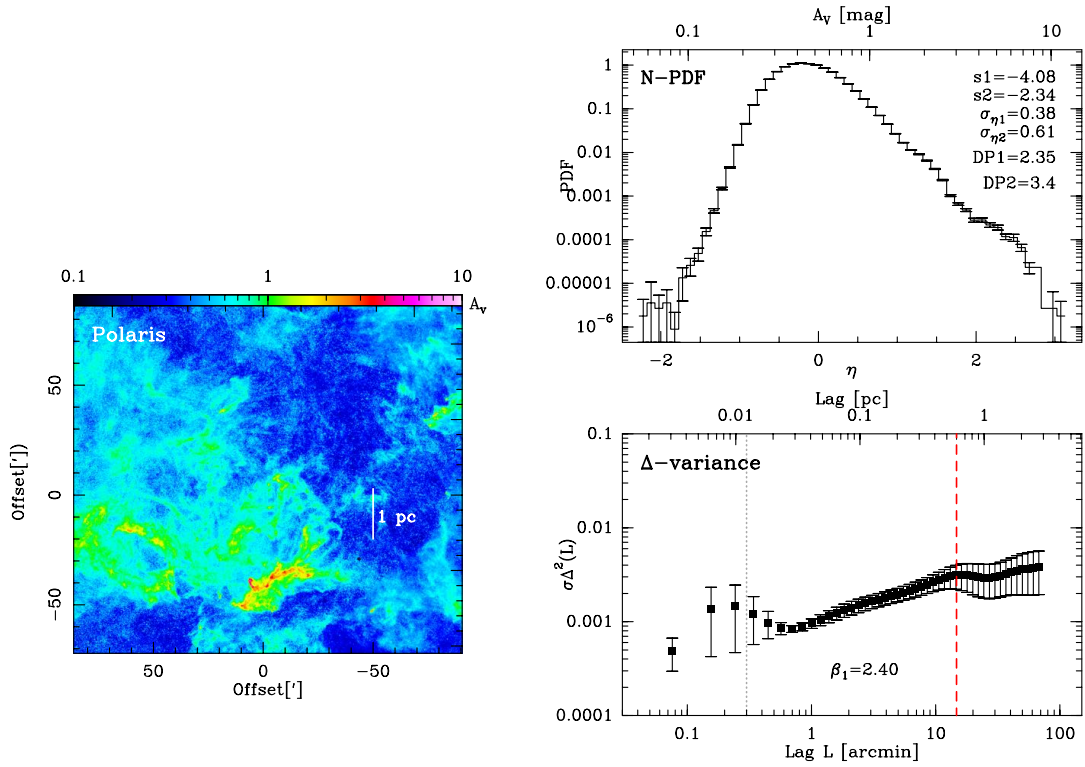 0.1 1 10
A_V
Polaris
1 pc
50
0
−50
Offset['])
50 0 −50
Offset[']
A_V [mag]
0.1 1 10
N−PDF
s1=−4.08
s2=−2.34
σ_η1=0.38
σ_η2=0.61
DP1=2.35
DP2=3.4
1
0.1
0.01
0.001
0.0001
0.00001
10^−6
PDF
−2 0 2
η
Lag [pc]
0.01 0.1 1
Δ−variance
0.1
0.01
0.001
0.0001
σΔ²(L)
β_1=2.40
0.1 1 10 100
Lag L [arcmin]